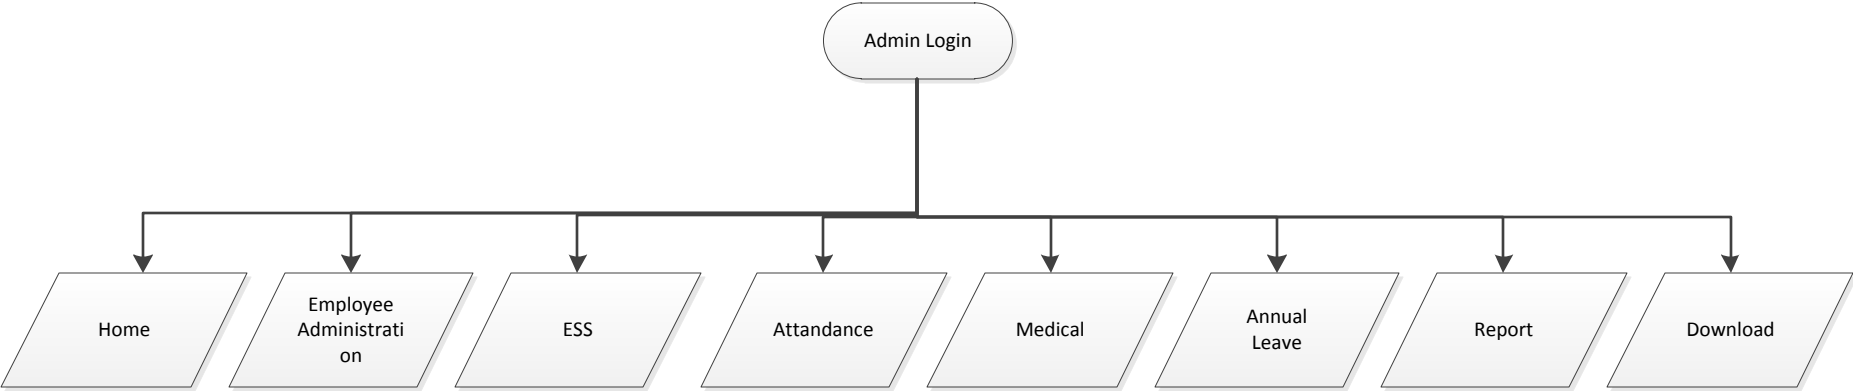 Admin Login
Home
Employee
Administrati
on
ESS
Attandance
Medical
Annual
Leave
Report
Download